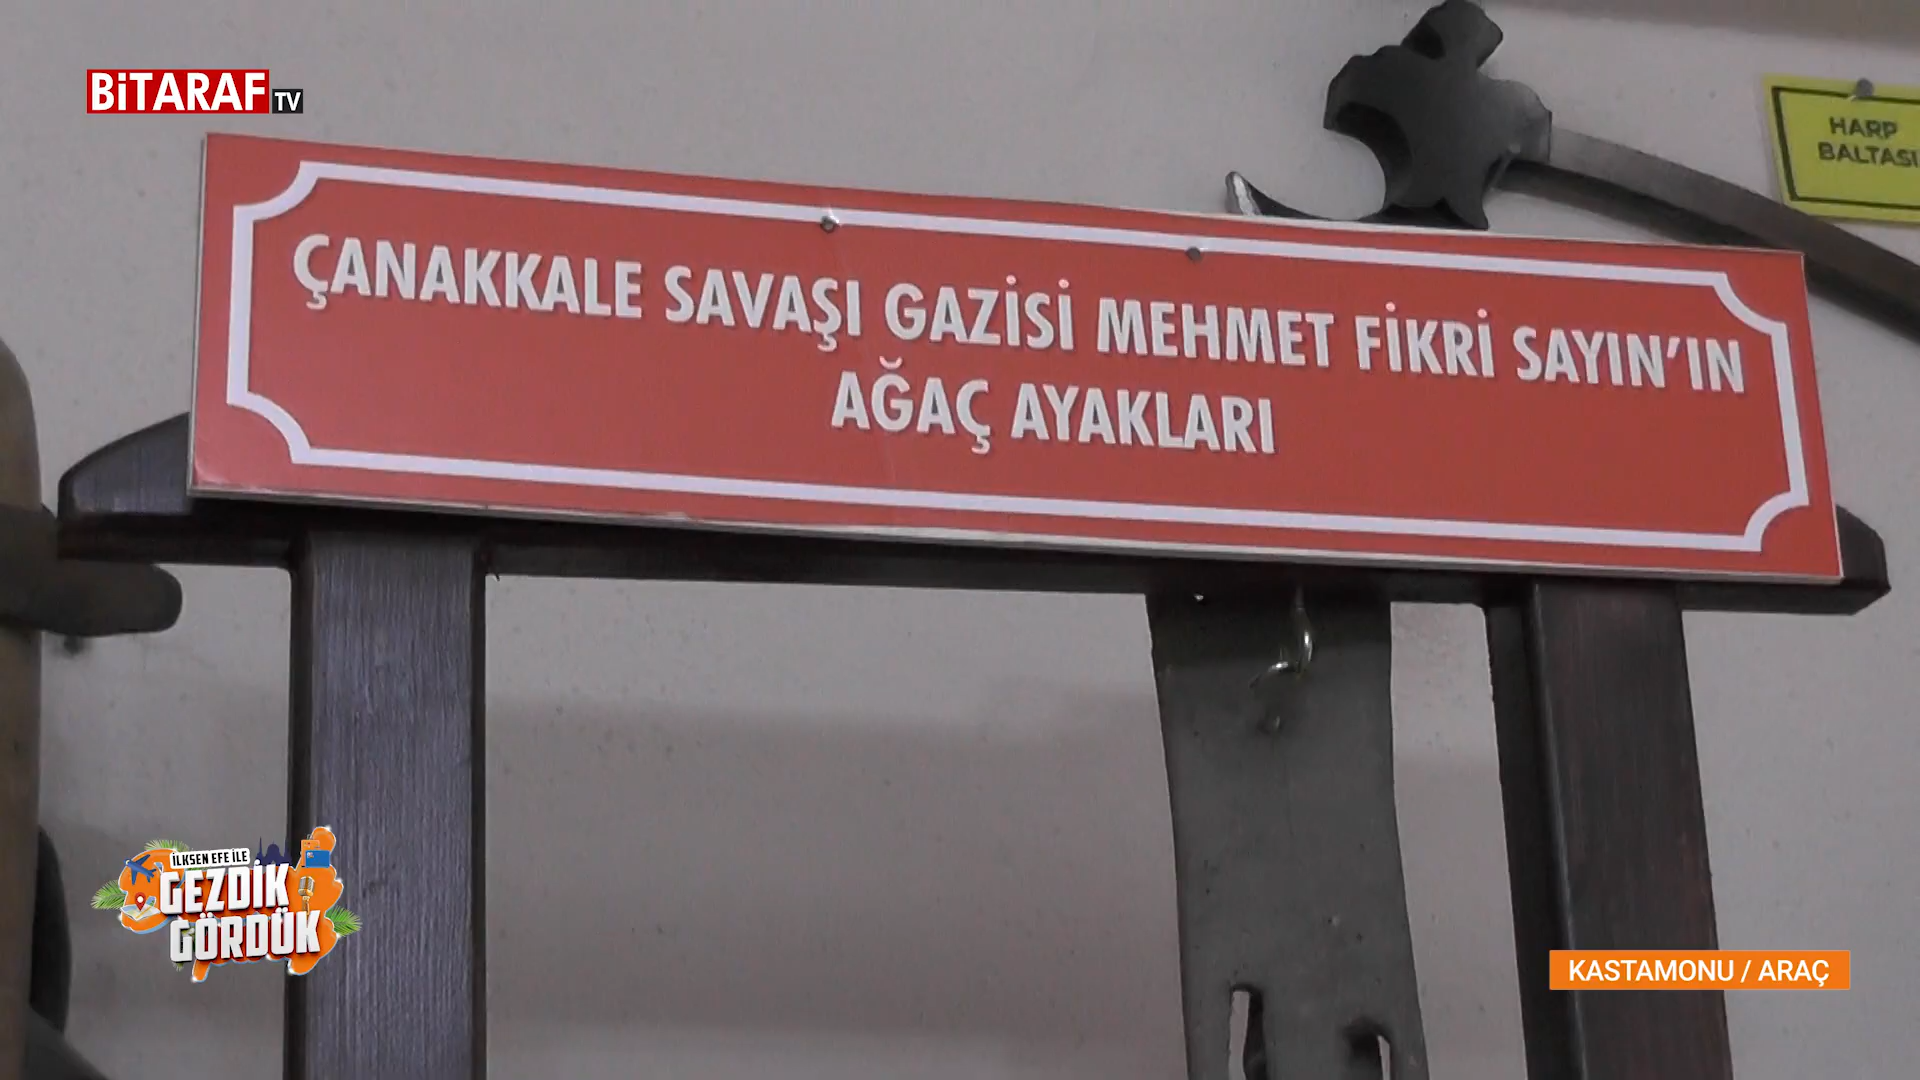 BiTARAF TV
HARP
BALTASI
ÇANAKKALE SAVAŞI GAZİSİ MEHMET FİKRİ SAYIN'IN
AĞAÇ AYAKLARI
İLKSEN EFE İLE
GEZDİK
GÖRDÜK
KASTAMONU / ARAÇ